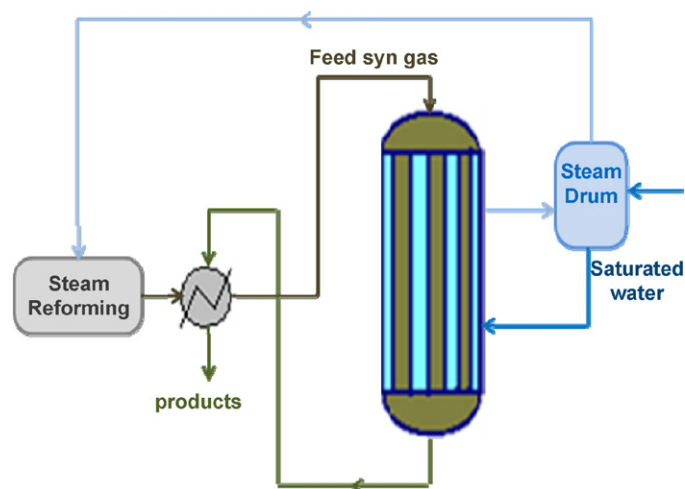 Feed syn gas
Steam
Drum
Steam
Reforming
Saturated
water
products